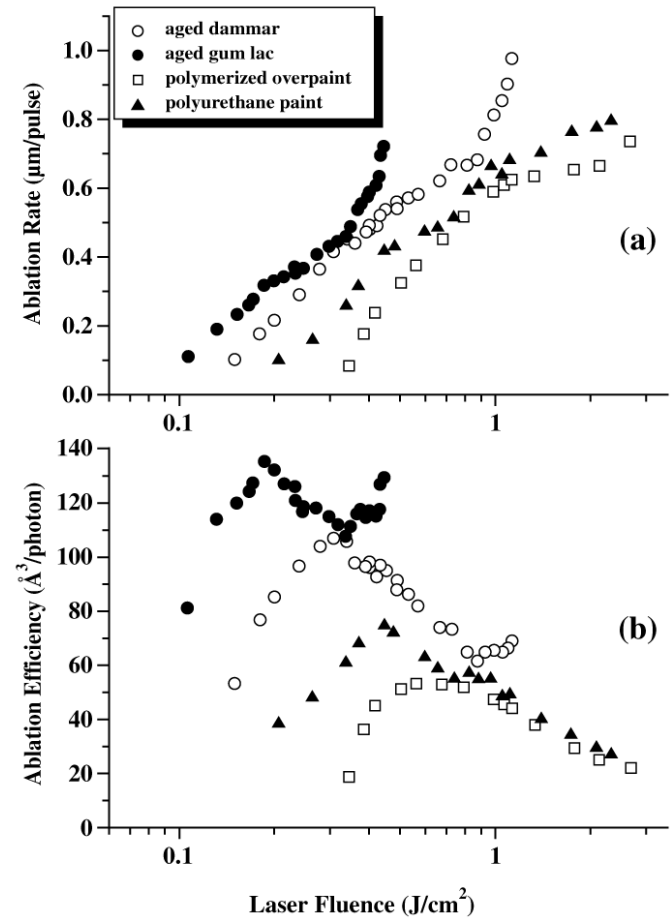 aged dammar
aged gum lac
polymerized overpaint
polyurethane paint
1.0
0.8
0.6
0.4
0.2
0.0
Ablation Rate (µm/pulse)
(a)
0.1
1
140
120
100
80
60
40
20
0
Ablation Efficiency (Å³/photon)
(b)
0.1
1
Laser Fluence (J/cm²)